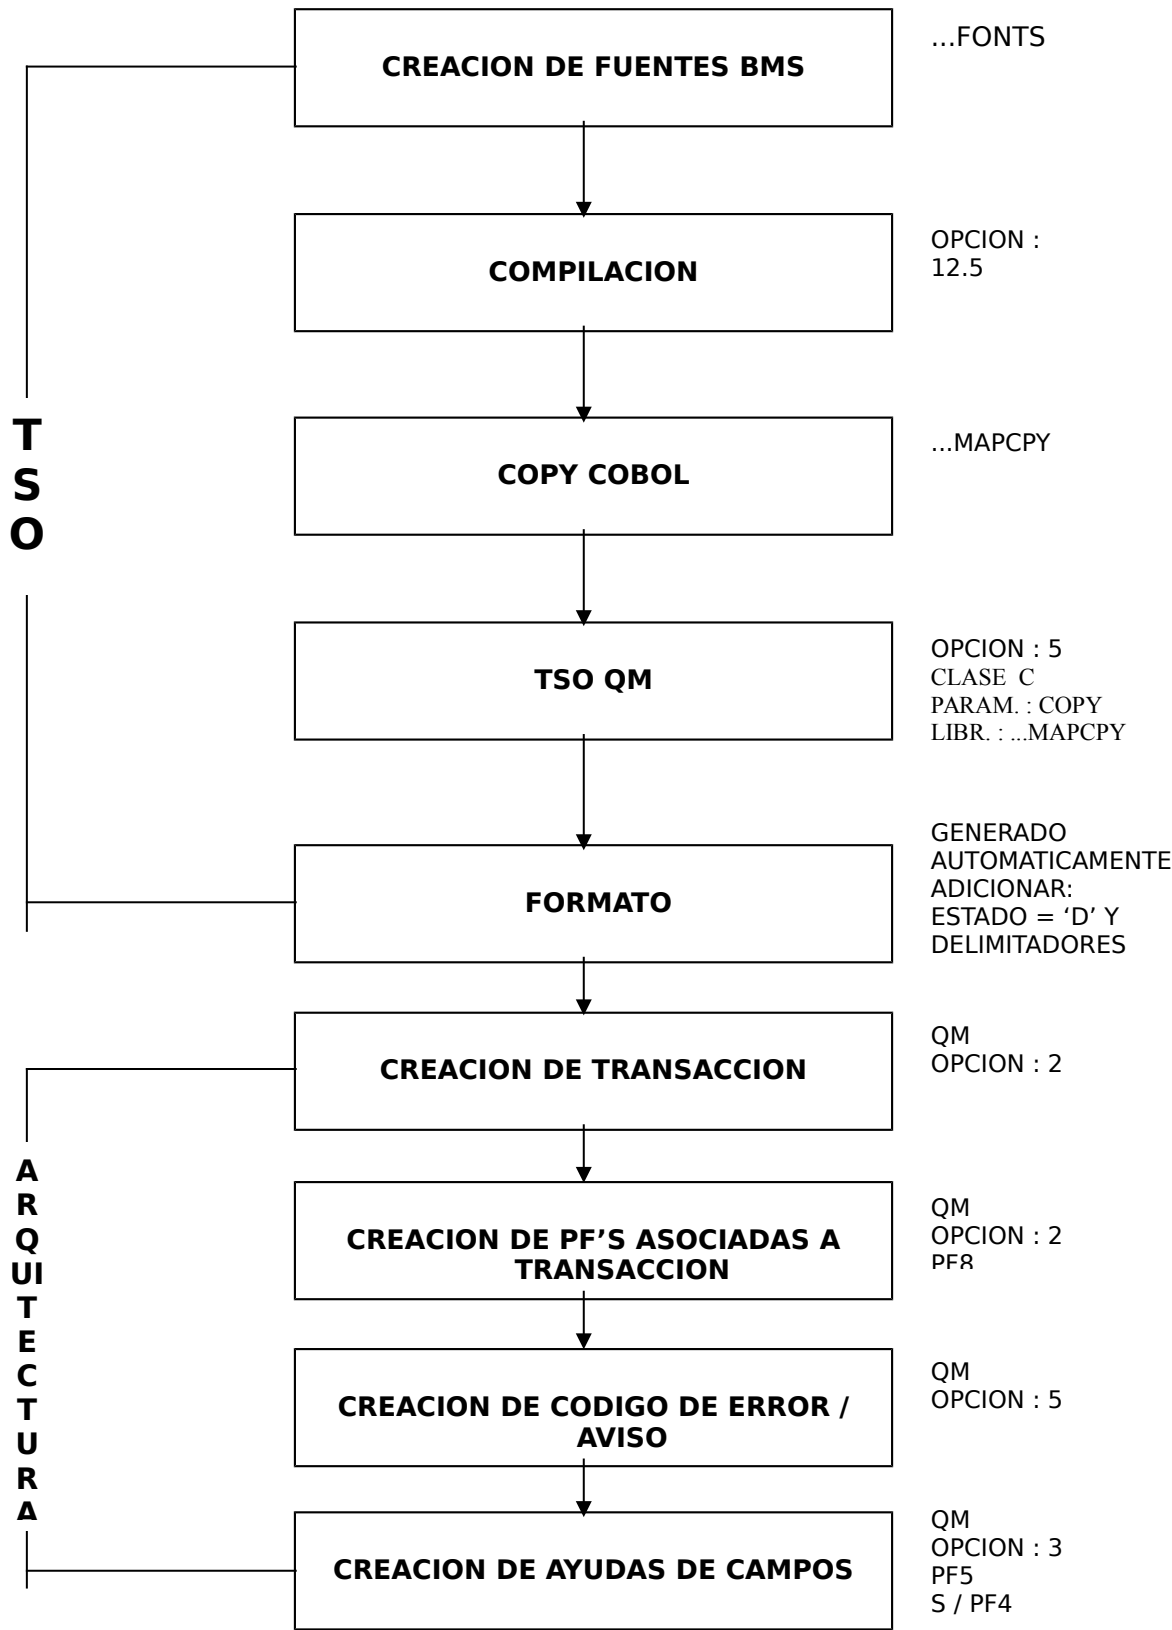 CREACION DE FUENTES BMS
...FONTS
COMPILACION
OPCION :
12.5
COPY COBOL
...MAPCPY
T
S
O
TSO QM
OPCION : 5
CLASE C
PARAM. : COPY
LIBR. : ...MAPCPY
FORMATO
GENERADO
AUTOMATICAMENTE
ADICIONAR:
ESTADO = ‘D’ Y
DELIMITADORES
CREACION DE TRANSACCION
QM
OPCION : 2
A
R
Q
UI
T
E
C
T
U
R
A
CREACION DE PF’S ASOCIADAS A
TRANSACCION
QM
OPCION : 2
PF8
CREACION DE CODIGO DE ERROR /
AVISO
QM
OPCION : 5
CREACION DE AYUDAS DE CAMPOS
QM
OPCION : 3
PF5
S / PF4